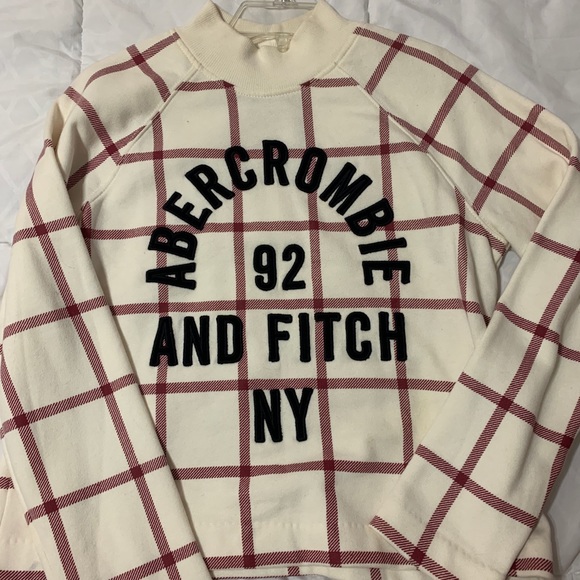 ABERCROMBIE
92
AND FITCH
NY